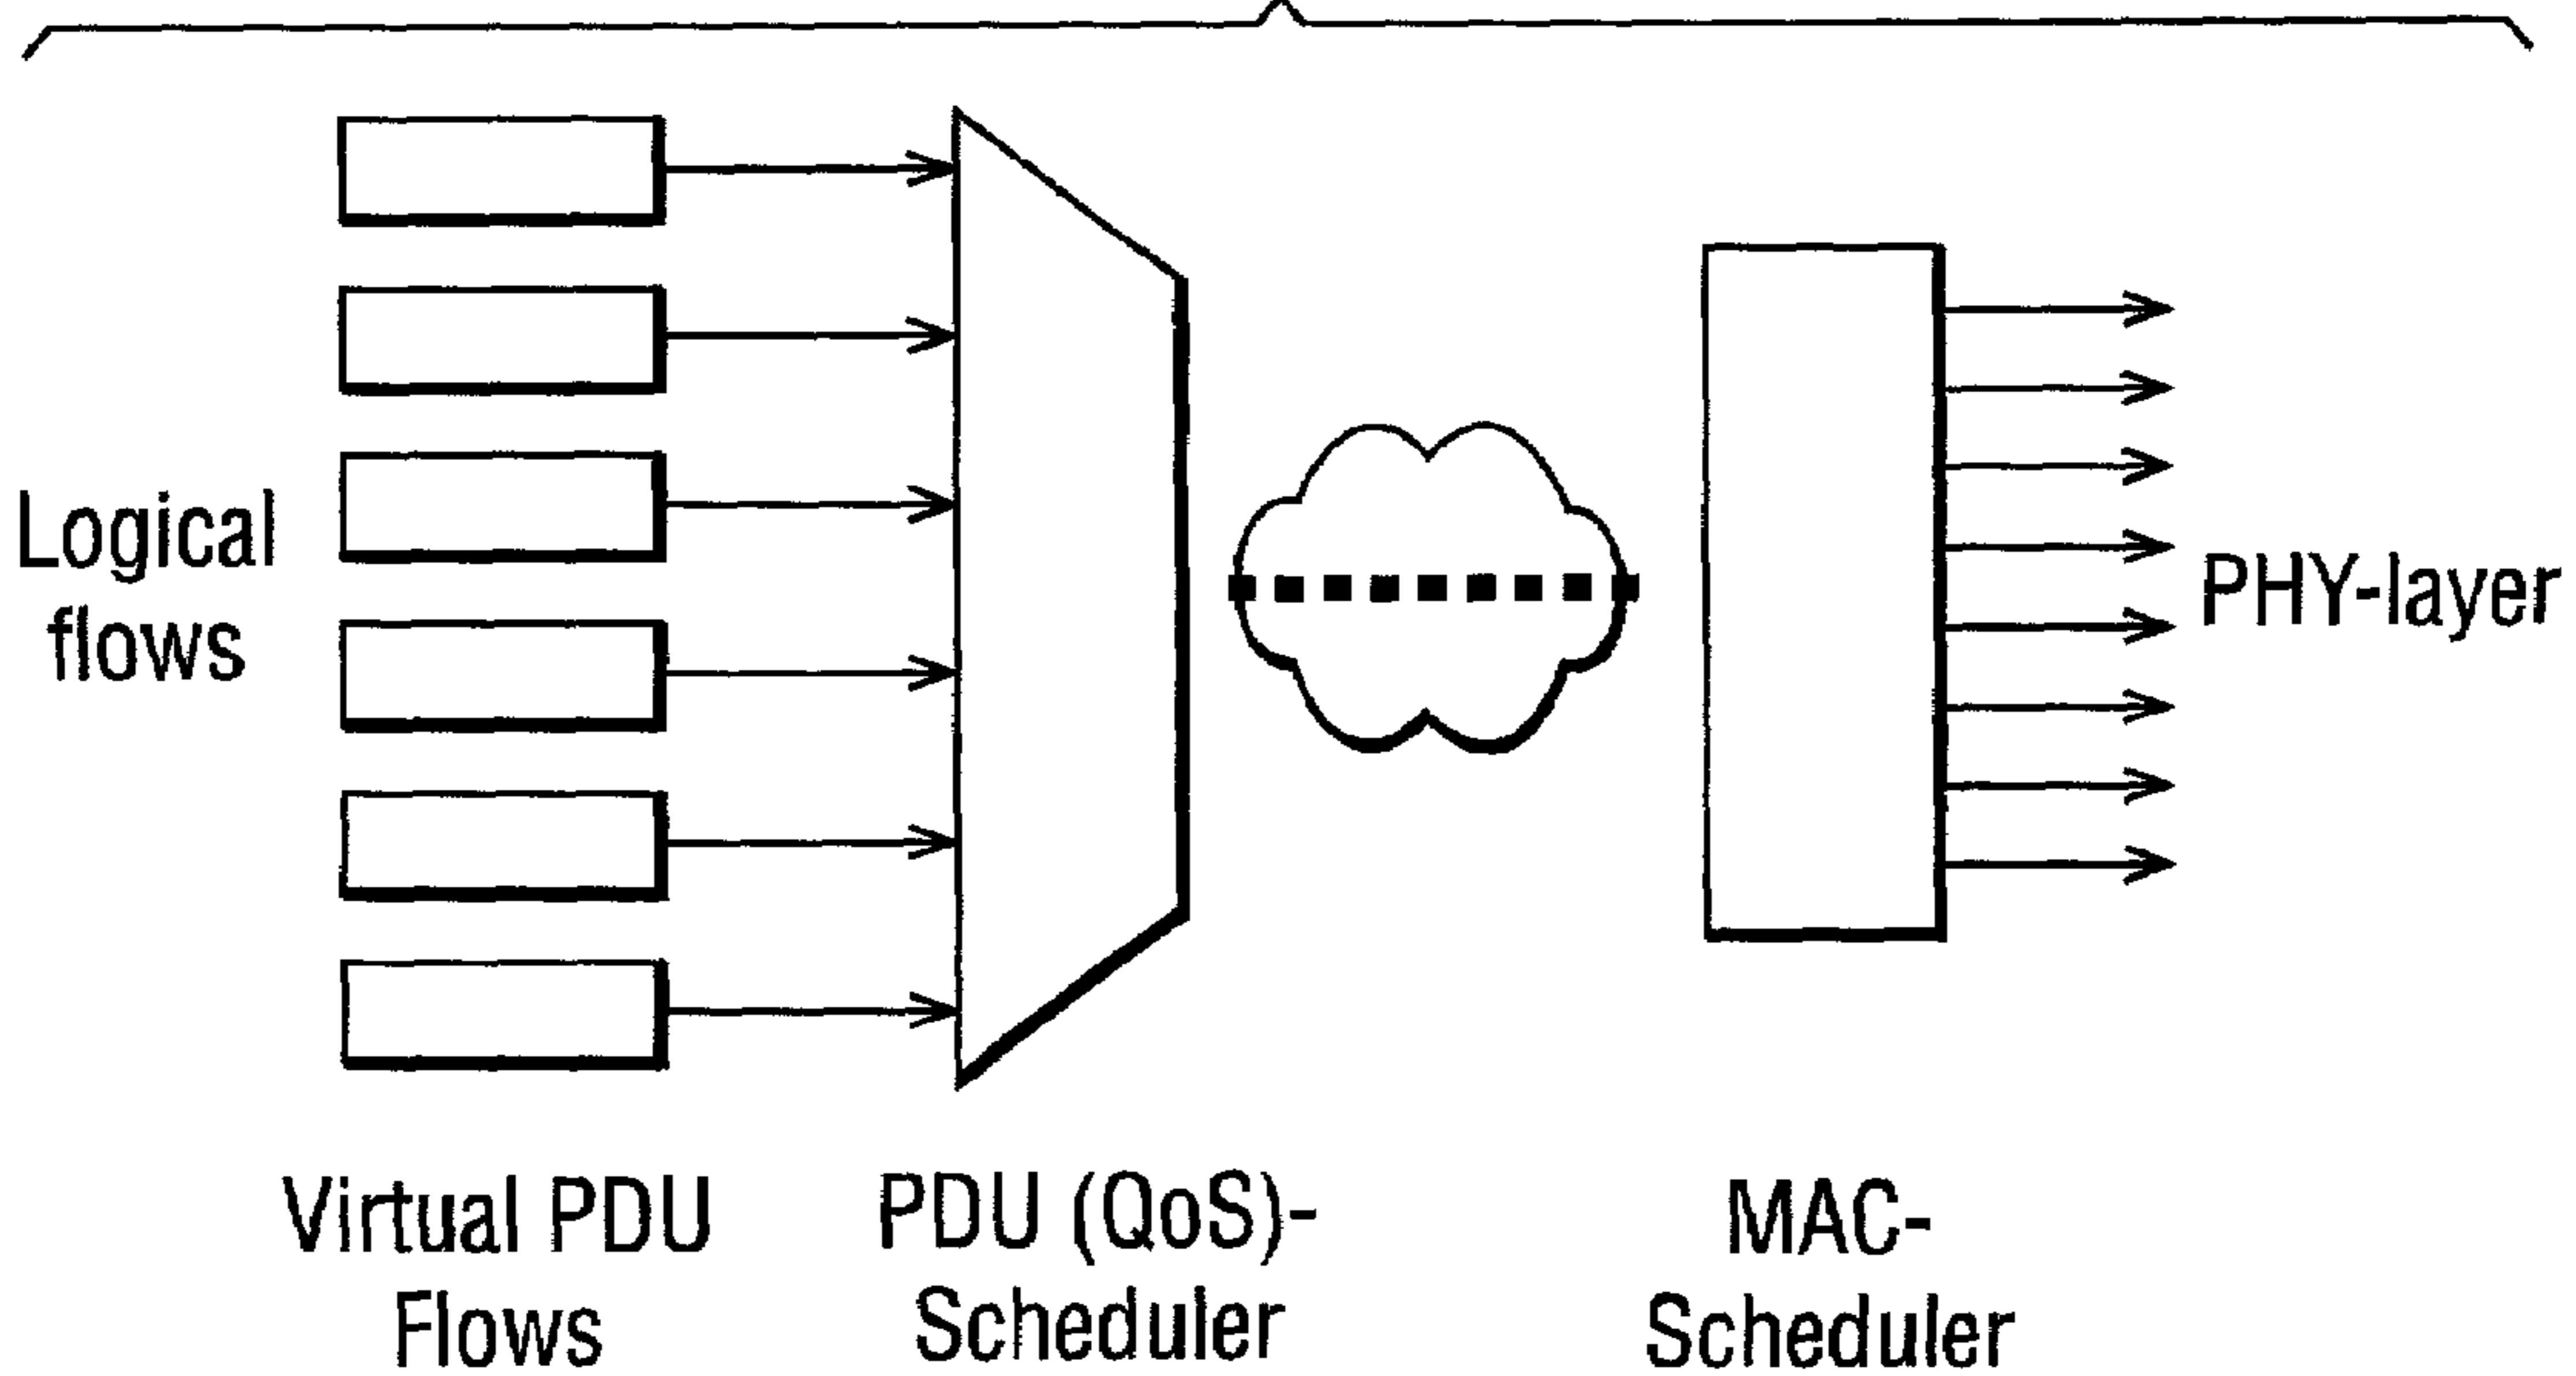 Logical
flows
PHY-layer
Virtual PDU
Flows
PDU (QoS)-
Scheduler
MAC-
Scheduler